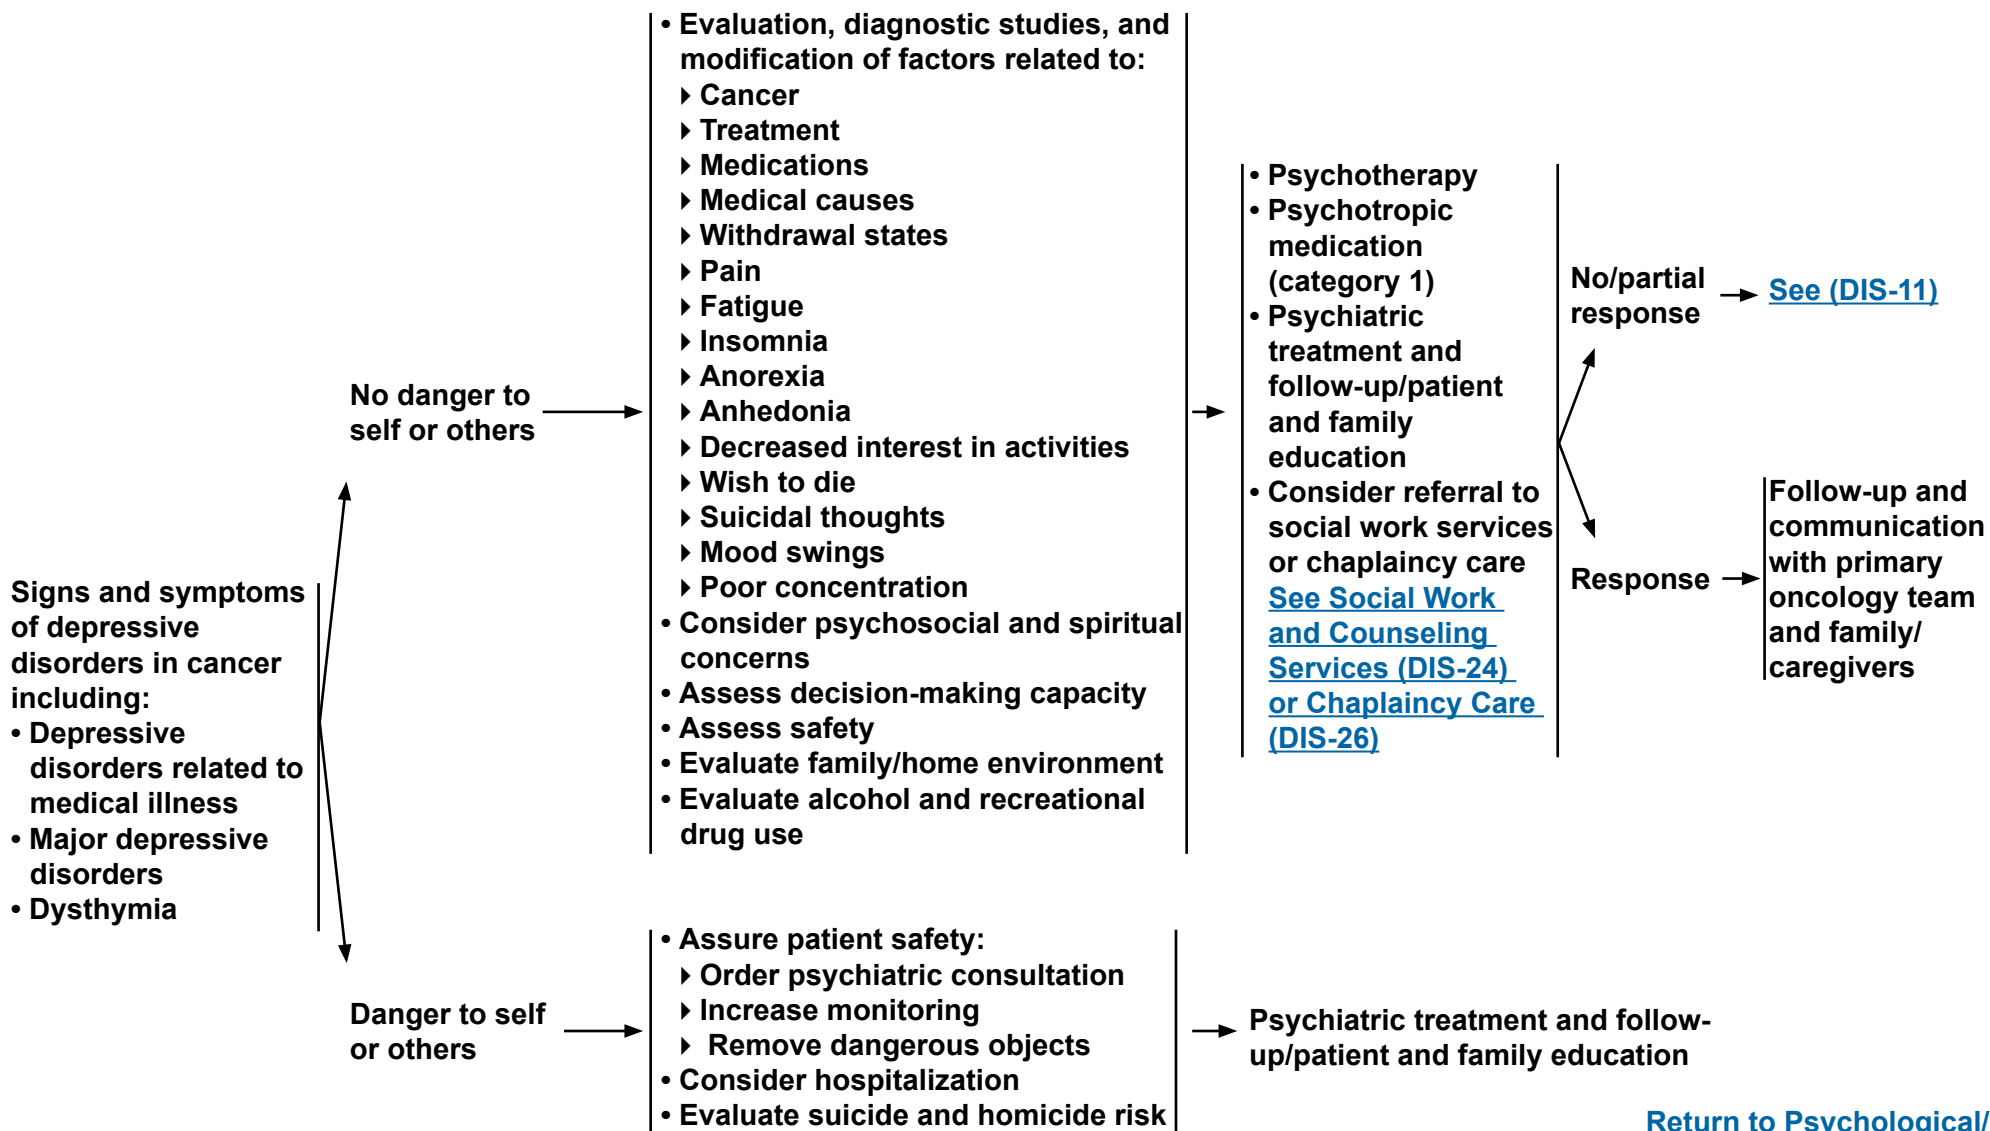 Signs and symptoms
of depressive
disorders in cancer
including:
• Depressive
disorders related to
medical illness
• Major depressive
disorders
• Dysthymia
No danger to
self or others
• Evaluation, diagnostic studies, and
modification of factors related to:
▸ Cancer
▸ Treatment
▸ Medications
▸ Medical causes
▸ Withdrawal states
▸ Pain
▸ Fatigue
▸ Insomnia
▸ Anorexia
▸ Anhedonia
▸ Decreased interest in activities
▸ Wish to die
▸ Suicidal thoughts
▸ Mood swings
▸ Poor concentration
• Consider psychosocial and spiritual
concerns
• Assess decision-making capacity
• Assess safety
• Evaluate family/home environment
• Evaluate alcohol and recreational
drug use
• Psychotherapy
• Psychotropic
medication
(category 1)
• Psychiatric
treatment and
follow-up/patient
and family
education
• Consider referral to
social work services
or chaplaincy care
See Social Work
and Counseling
Services (DIS-24)
or Chaplaincy Care
(DIS-26)
No/partial
response
See (DIS-11)
Response
Follow-up and
communication
with primary
oncology team
and family/
caregivers
Danger to self
or others
• Assure patient safety:
▸ Order psychiatric consultation
▸ Increase monitoring
▸ Remove dangerous objects
• Consider hospitalization
• Evaluate suicide and homicide risk
Psychiatric treatment and follow-
up/patient and family education
Return to Psychological/